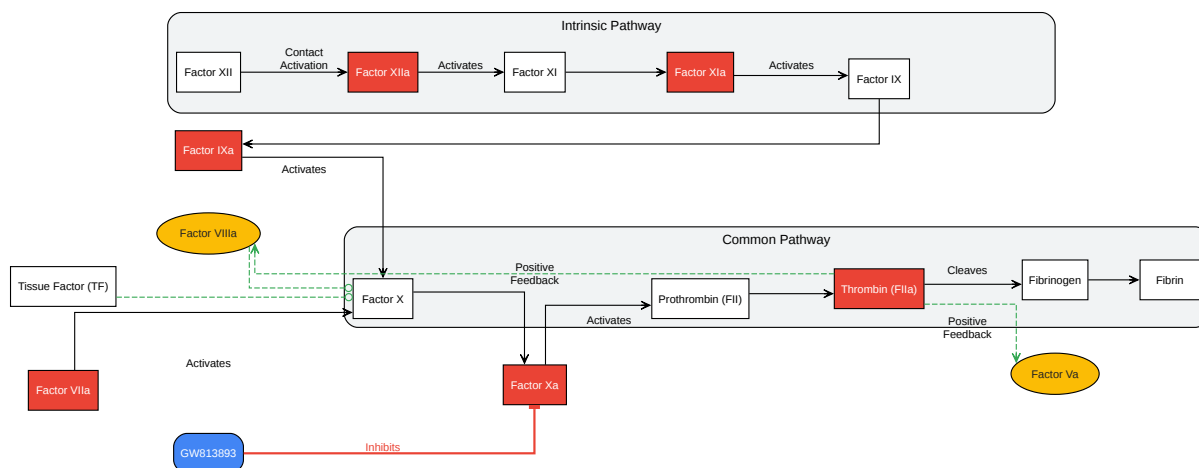 Intrinsic Pathway
Factor XII
Contact
Activation
Factor XIIa
Activates
Factor XI
Factor XIa
Activates
Factor IX
Factor IXa
Activates
Factor VIIIa
Common Pathway
Tissue Factor (TF)
Factor X
Positive
Feedback
Prothrombin (FII)
Activates
Thrombin (FIIa)
Cleaves
Fibrinogen
Fibrin
Positive
Feedback
Activates
Factor VIIa
Factor Xa
Factor Va
GW813893
Inhibits